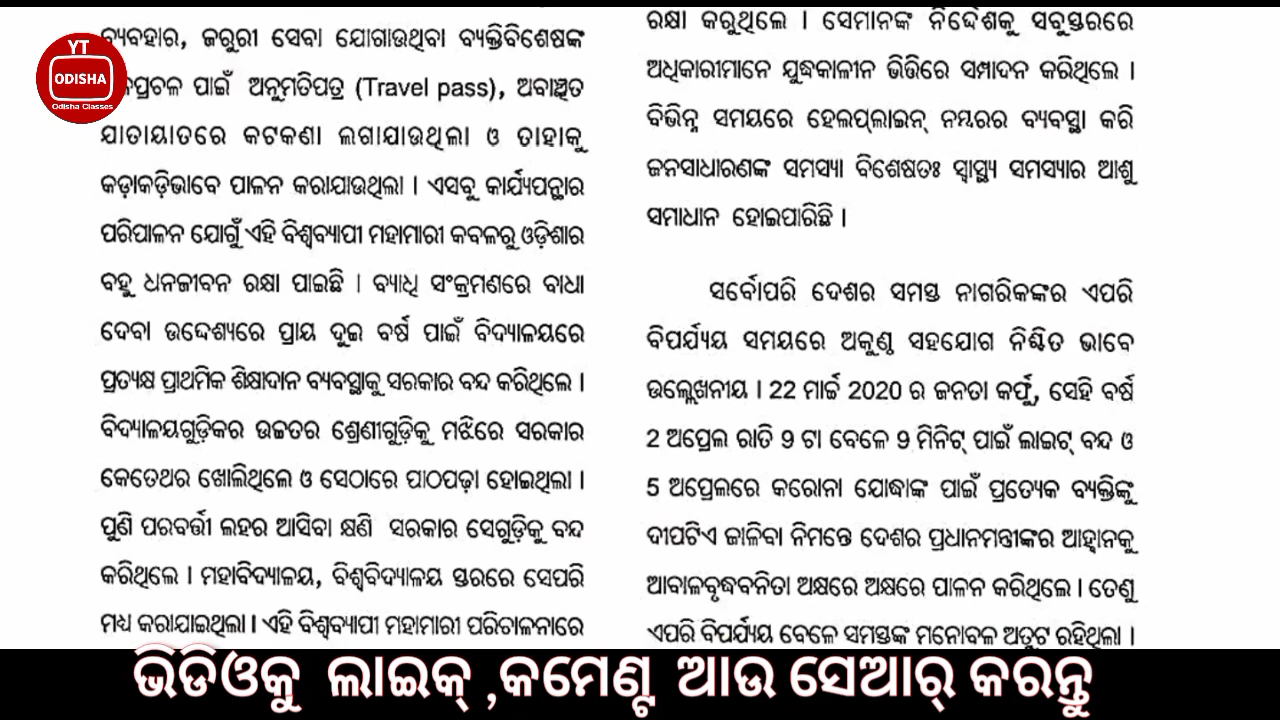 YT
ODISHA
Odisha Classes
ବ୍ୟବହାର, ଜରୁରୀ ସେବା ଯୋଗାଉଥିବା ବ୍ୟକ୍ତିବିଶେଷଙ୍କ
ପ୍ରଚଳ ପାଇଁ ଅନୁମତିପତ୍ର (Travel pass), ଅବାଞ୍ଛିତ
ଯାତାୟାତରେ କଟକଣା ଲଗାଯାଉଥିଲା ଓ ତାହାକୁ
କଡ଼ାକଡ଼ିଭାବେ ପାଳନ କରାଯାଉଥିଲା । ଏସବୁ କାର୍ଯ୍ୟପନ୍ଥାର
ପରିପାଳନ ଯୋଗୁଁ ଏହି ବିଶ୍ୱବ୍ୟାପୀ ମହାମାରୀ କବଳରୁ ଓଡ଼ିଶାର
ବହୁ ଧନଜୀବନ ରକ୍ଷା ପାଇଛି । ବ୍ୟାଧି ସଂକ୍ରମଣରେ ବାଧା
ଦେବା ଉଦ୍ଦେଶ୍ୟରେ ପ୍ରାୟ ଦୁଇ ବର୍ଷ ପାଇଁ ବିଦ୍ୟାଳୟରେ
ପ୍ରତ୍ୟକ୍ଷ ପ୍ରାଥମିକ ଶିକ୍ଷାଦାନ ବ୍ୟବସ୍ଥାକୁ ସରକାର ବନ୍ଦ କରିଥିଲେ ।
ବିଦ୍ୟାଳୟଗୁଡ଼ିକର ଉଚ୍ଚତର ଶ୍ରେଣୀଗୁଡ଼ିକୁ ମଝିରେ ସରକାର
କେତେଥର ଖୋଲିଥିଲେ ଓ ସେଠାରେ ପାଠପଢ଼ା ହୋଇଥିଲା ।
ପୁଣି ପରବର୍ତ୍ତୀ ଲହର ଆସିବା କ୍ଷଣି ସରକାର ସେଗୁଡ଼ିକୁ ବନ୍ଦ
କରିଥିଲେ । ମହାବିଦ୍ୟାଳୟ, ବିଶ୍ୱବିଦ୍ୟାଳୟ ସ୍ତରରେ ସେପରି
ମଧ୍ୟ କରାଯାଇଥିଲା । ଏହି ବିଶ୍ୱବ୍ୟାପୀ ମହାମାରୀ ପରିଚାଳନାରେ
ରକ୍ଷା କରୁଥିଲେ । ସେମାନଙ୍କ ନିର୍ଦ୍ଦେଶକୁ ସବୁସ୍ତରରେ
ଅଧିକାରୀମାନେ ଯୁଦ୍ଧକାଳୀନ ଭିତ୍ତିରେ ସମ୍ପାଦନ କରିଥିଲେ ।
ବିଭିନ୍ନ ସମୟରେ ହେଲପ୍‌ଲାଇନ୍ ନମ୍ୱରର ବ୍ୟବସ୍ଥା କରି
ଜନସାଧାରଣଙ୍କ ସମସ୍ୟା ବିଶେଷତଃ ସ୍ୱାସ୍ଥ୍ୟ ସମସ୍ୟାର ଆଶୁ
ସମାଧାନ ହୋଇପାରିଛି ।
ସର୍ବୋପରି ଦେଶର ସମସ୍ତ ନାଗରିକଙ୍କର ଏପରି
ବିପର୍ଯ୍ୟୟ ସମୟରେ ଅକୁଣ୍ଠ ସହଯୋଗ ନିଶ୍ଚିତ ଭାବେ
ଉଲ୍ଲେଖନୀୟ । 22 ମାର୍ଚ୍ଚ 2020 ର ଜନତା କର୍ଫ୍ୟୁ, ସେହି ବର୍ଷ
2 ଅପ୍ରେଲ ରାତି 9 ଟା ବେଳେ 9 ମିନିଟ୍ ପାଇଁ ଲାଇଟ୍ ବନ୍ଦ ଓ
5 ଅପ୍ରେଲରେ କରୋନା ଯୋଦ୍ଧାଙ୍କ ପାଇଁ ପ୍ରତ୍ୟେକ ବ୍ୟକ୍ତିଙ୍କୁ
ଦୀପଟିଏ ଜାଳିବା ନିମନ୍ତେ ଦେଶର ପ୍ରଧାନମନ୍ତ୍ରୀଙ୍କର ଆହ୍ୱାନକୁ
ଆବାଳବୃଦ୍ଧବନିତା ଅକ୍ଷରେ ଅକ୍ଷରେ ପାଳନ କରିଥିଲେ । ତେଣୁ
ଏପରି ବିପର୍ଯ୍ୟୟ ବେଳେ ସମସ୍ତଙ୍କ ମନୋବଳ ଅତୁଟ ରହିଥିଲା ।
ଭିଡିଓକୁ ଲାଇକ୍ ,କମେଣ୍ଟ ଆଉ ସେଆର୍ କରନ୍ତୁ